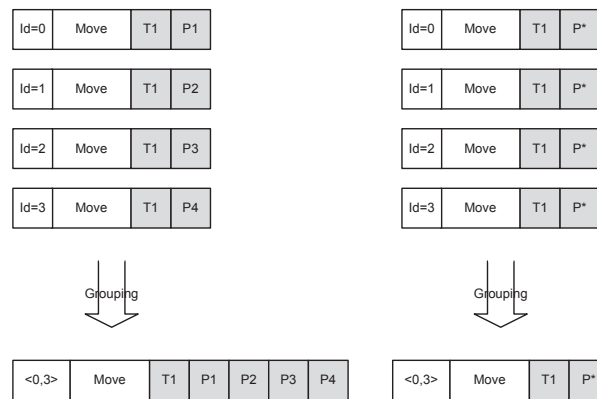 Id=0 Move T1 P1 Id=0 Move T1 P*
Id=1 Move T1 P2 Id=1 Move T1 P*
Id=2 Move T1 P3 Id=2 Move T1 P*
Id=3 Move T1 P4 Id=3 Move T1 P*
Grouping Grouping
<0,3> Move T1 P1 P2 P3 P4 <0,3> Move T1 P*